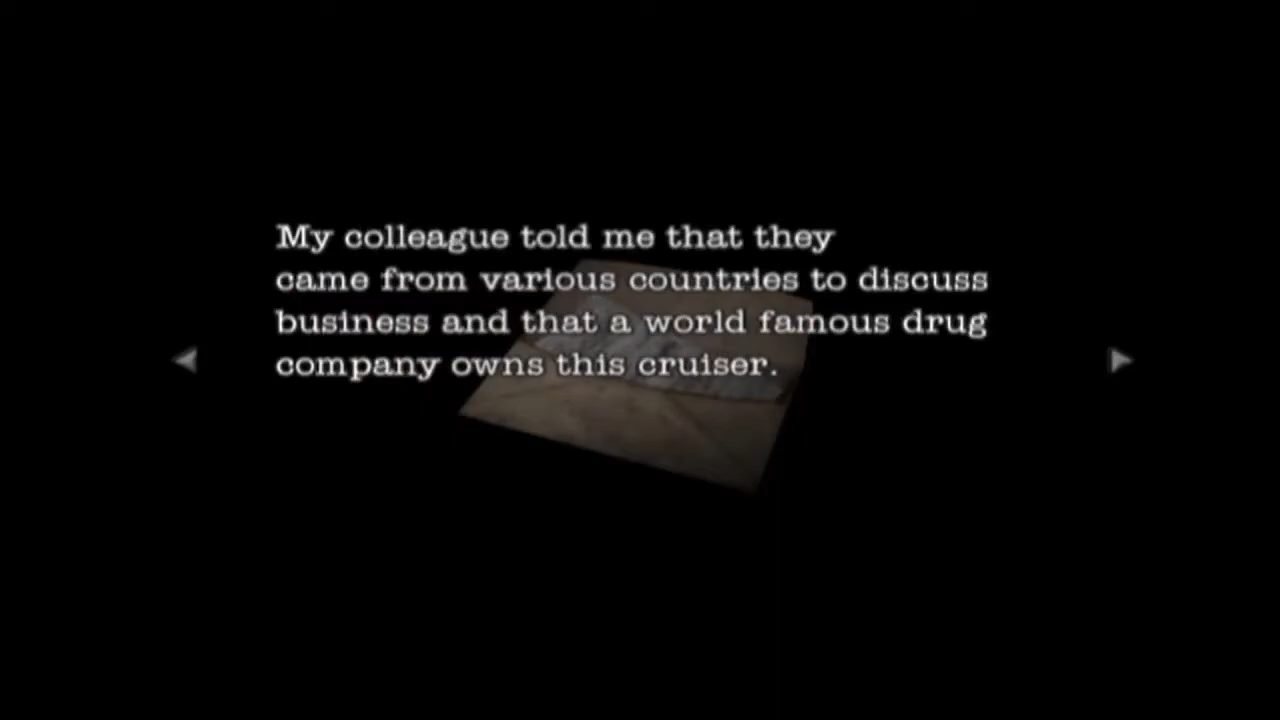 My colleague told me that they
came from various countries to discuss
business and that a world famous drug
company owns this cruiser.